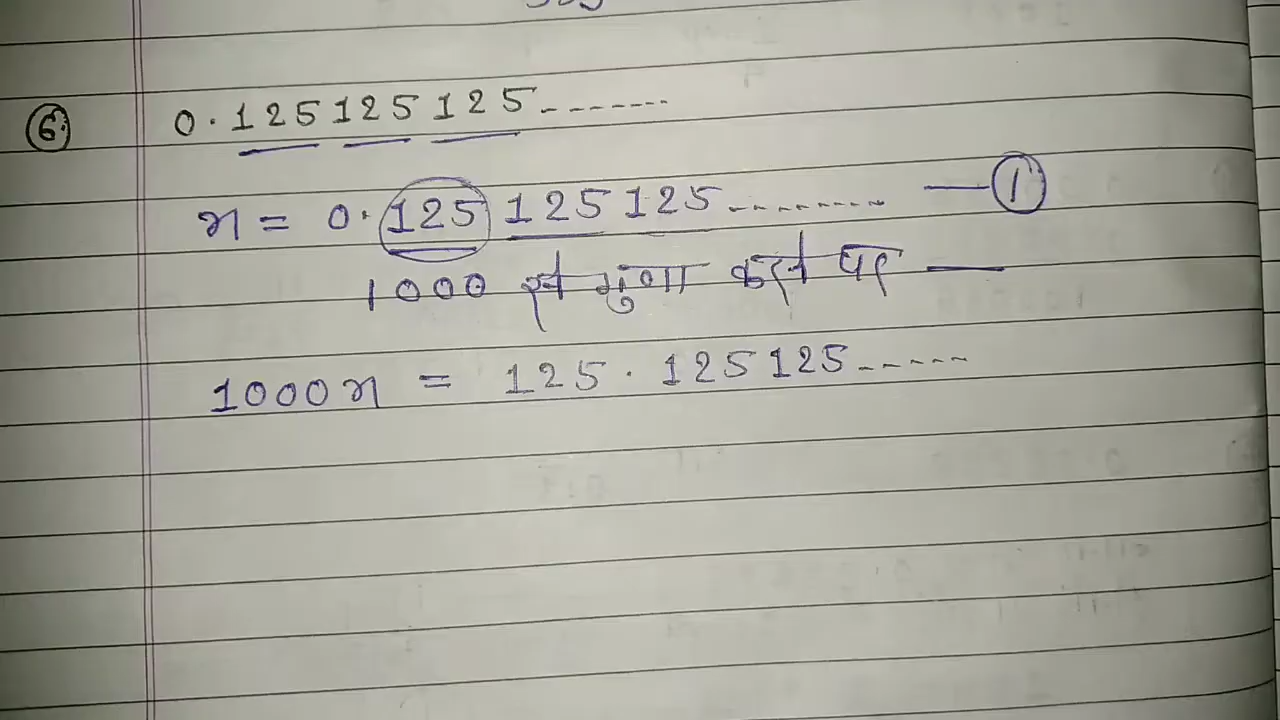 ⑥ 0.125125125.......
x = 0.125125125......... —①
1000 से गुणा करने पर —
1000x = 125.125125......